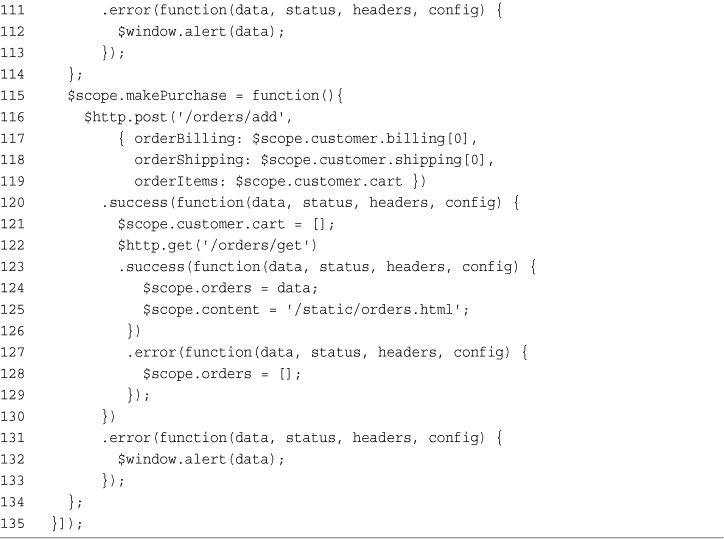 111         .error(function(data, status, headers, config) {
112           $window.alert(data);
113         });
114     };
115     $scope.makePurchase = function(){
116       $http.post('/orders/add',
117           { orderBilling: $scope.customer.billing[0],
118             orderShipping: $scope.customer.shipping[0],
119             orderItems: $scope.customer.cart })
120         .success(function(data, status, headers, config) {
121           $scope.customer.cart = [];
122           $http.get('/orders/get')
123           .success(function(data, status, headers, config) {
124              $scope.orders = data;
125              $scope.content = '/static/orders.html';
126            })
127            .error(function(data, status, headers, config) {
128              $scope.orders = [];
129            });
130         })
131         .error(function(data, status, headers, config) {
132           $window.alert(data);
133         });
134     };
135   }]);